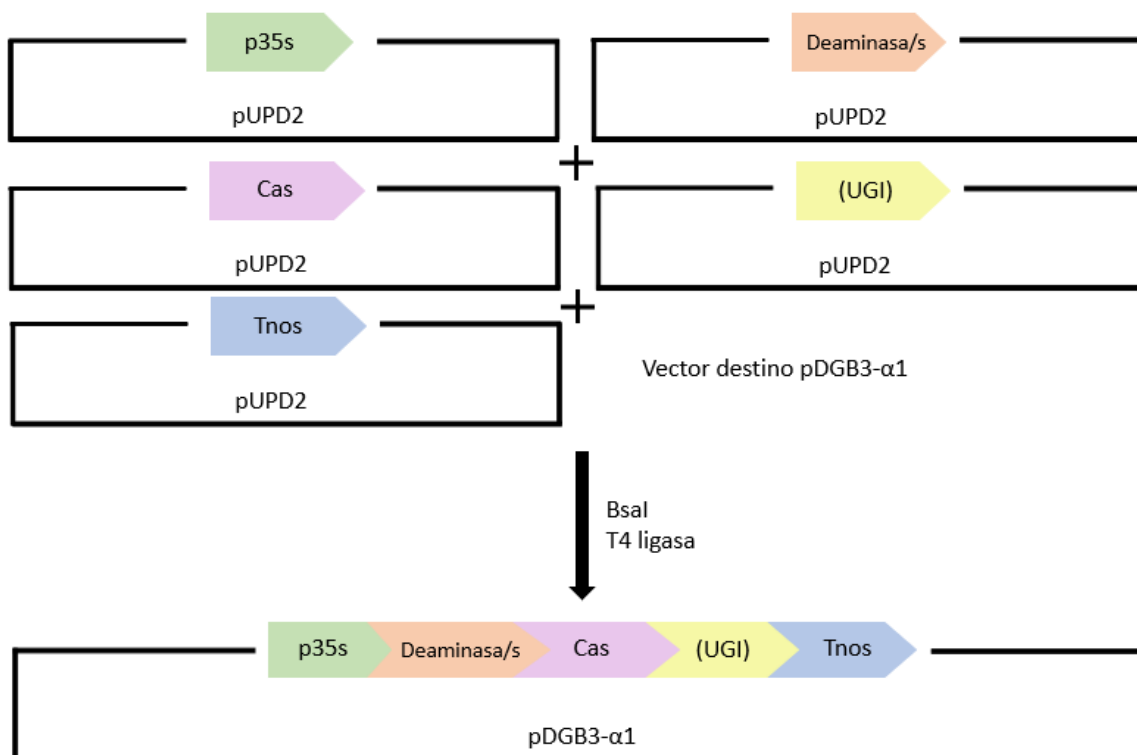 p35s
Deaminasa/s
pUPD2
pUPD2
+
Cas
(UGI)
pUPD2
pUPD2
+
Tnos
Vector destino pDGB3-α1
pUPD2
BsaI
T4 ligasa
p35s Deaminasa/s Cas (UGI) Tnos
pDGB3-α1